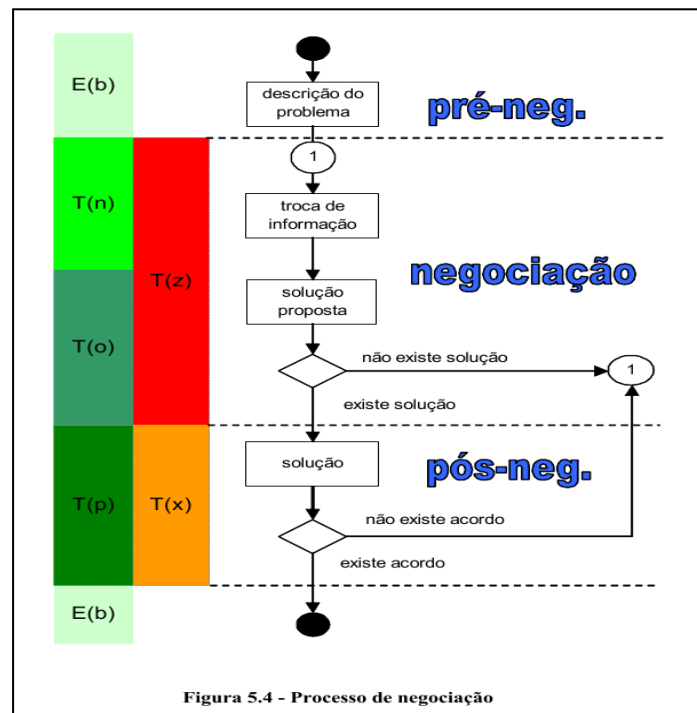 E(b)
descrição do
problema
pré-neg.
1
T(n)
T(z)
troca de
informação
negociação
solução
proposta
T(o)
não existe solução
1
existe solução
solução
pós-neg.
T(p)
T(x)
não existe acordo
existe acordo
E(b)
Figura 5.4 - Processo de negociação